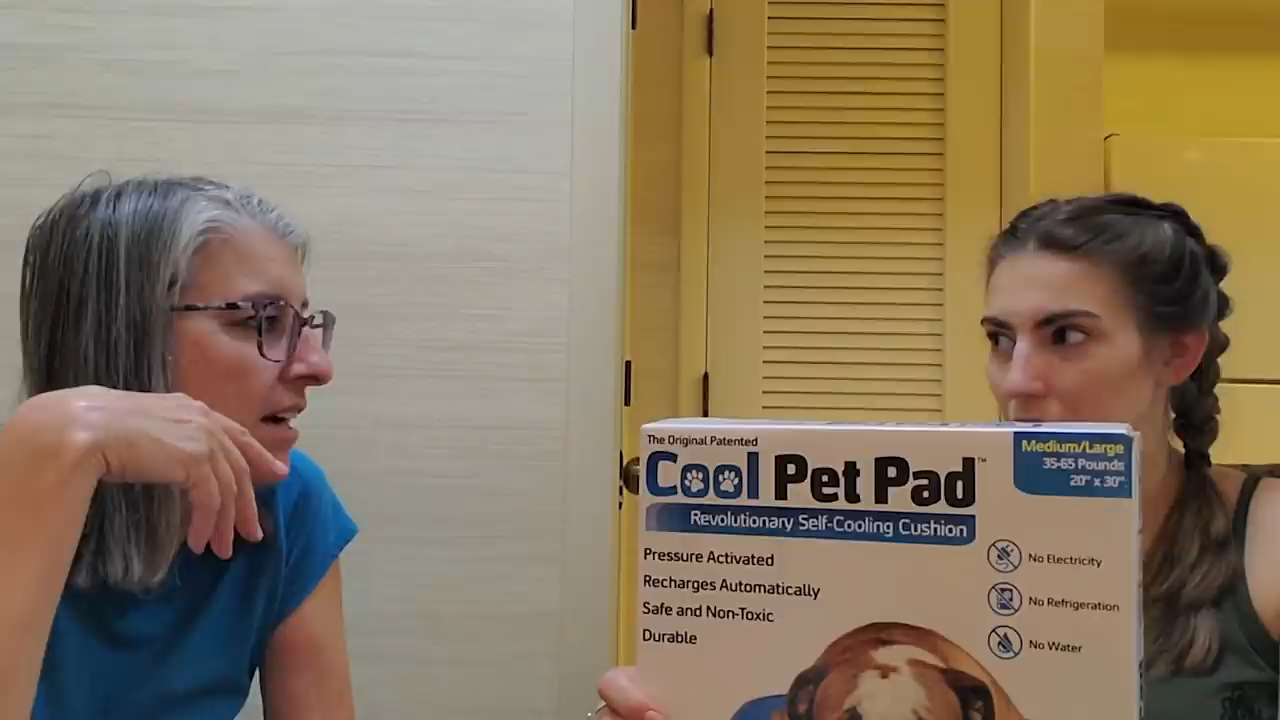 The Original Patented
Cool Pet Pad™
Revolutionary Self-Cooling Cushion
Medium/Large
35-65 Pounds
20" x 30"
Pressure Activated
Recharges Automatically
Safe and Non-Toxic
Durable
No Electricity
No Refrigeration
No Water